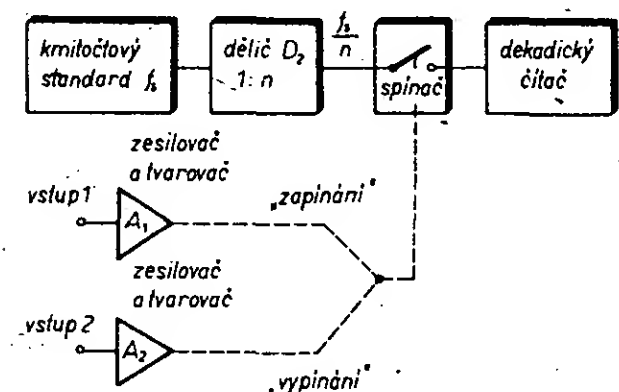 kmitočtový
standard fₛ
dělič D₂
1:n
fₛ
n
spínač
dekadický
čítač
zesilovač
a tvarovač
vstup 1
A₁
„zapínání"
zesilovač
a tvarovač
vstup 2
A₂
„vypínání"